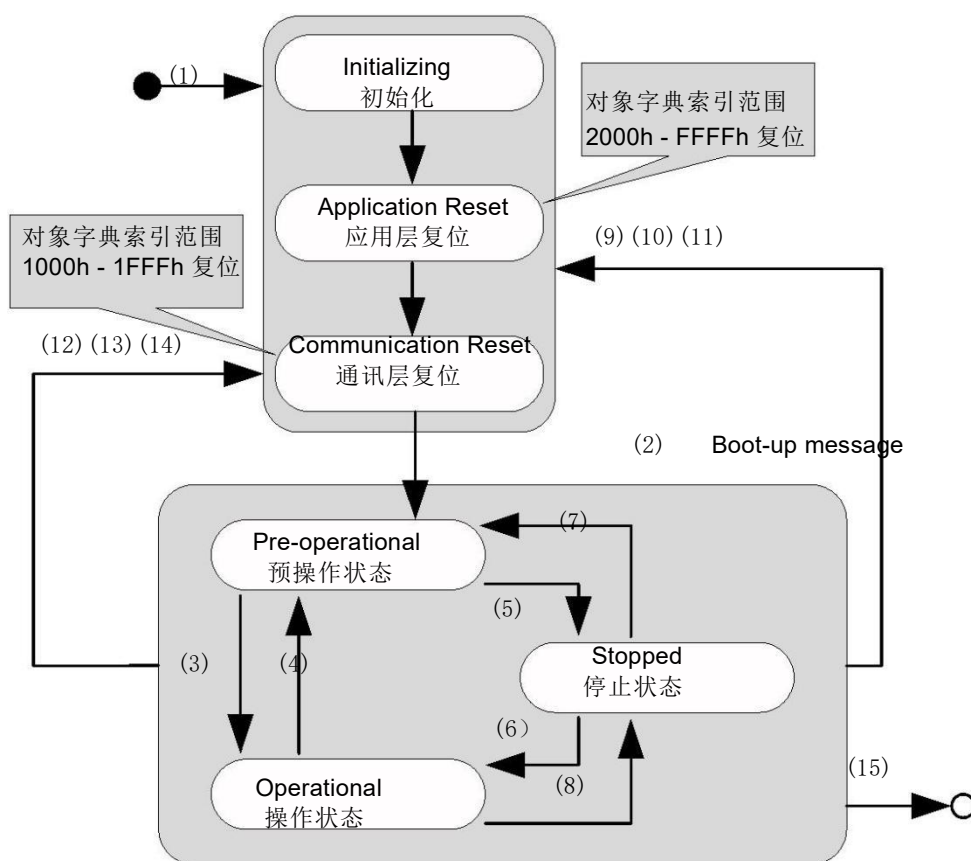 (1)
Initializing
初始化
对象字典索引范围
2000h - FFFFh 复位
Application Reset
应用层复位
对象字典索引范围
1000h - 1FFFh 复位
(9) (10) (11)
(12) (13) (14)
Communication Reset
通讯层复位
(2) Boot-up message
(7)
Pre-operational
预操作状态
(5)
(3)
(4)
Stopped
停止状态
(6）
(8)
Operational
操作状态
(15)